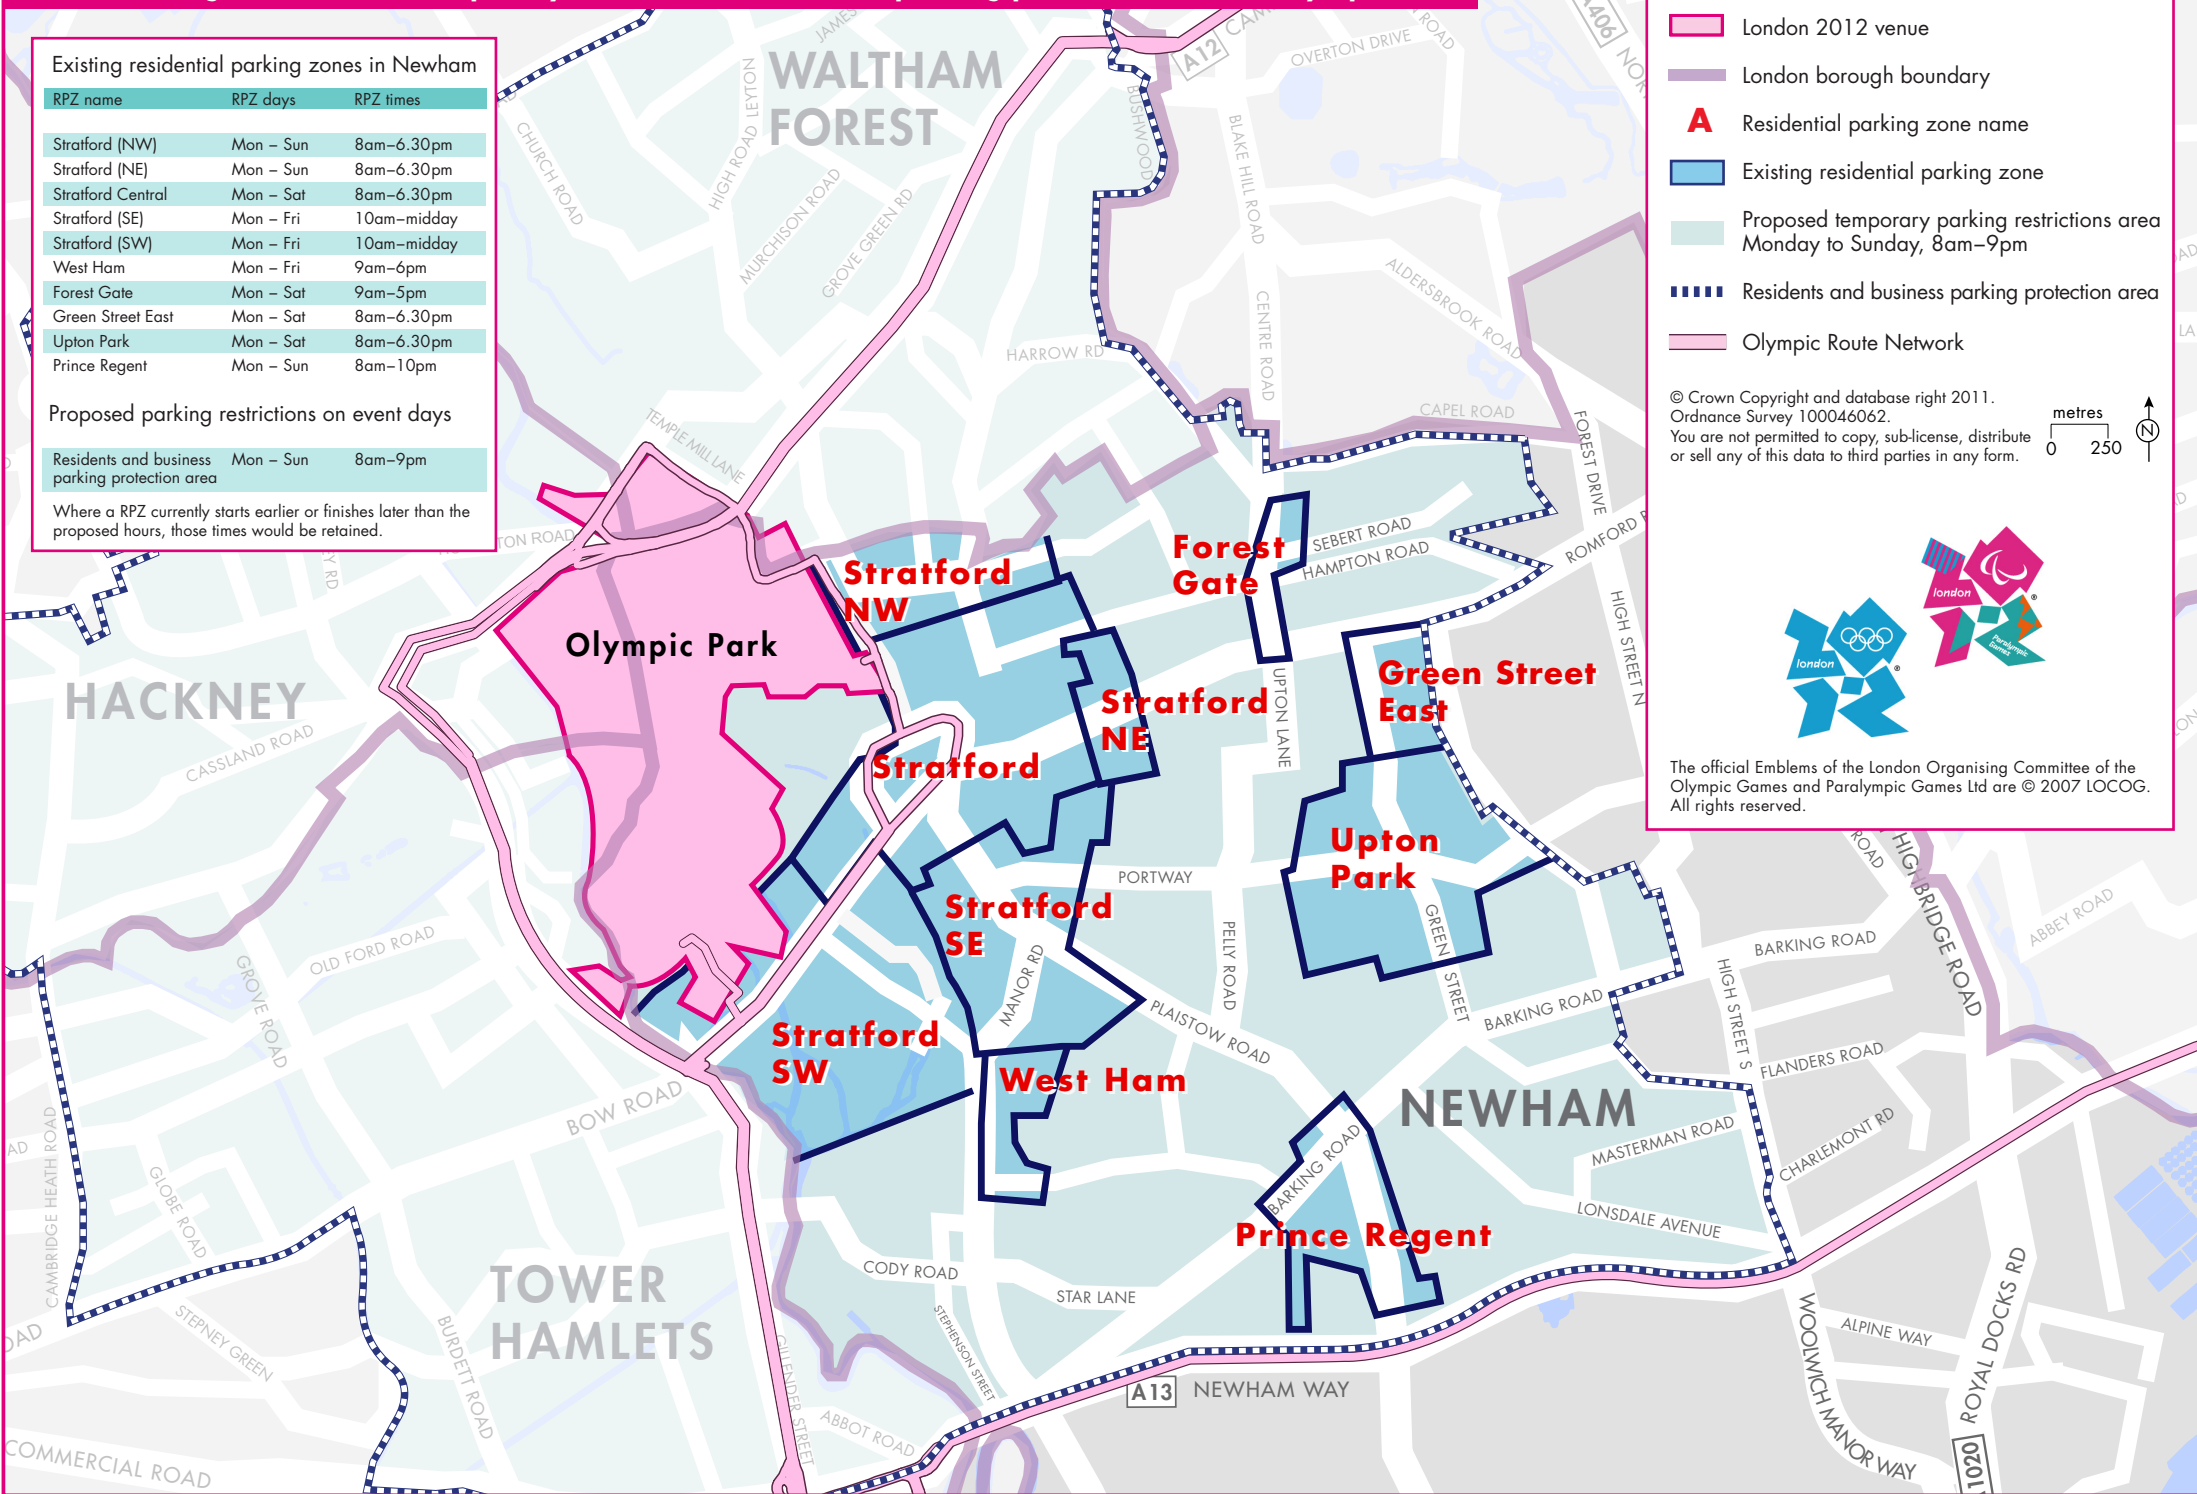 Existing residential parking zones in Newham
RPZ name RPZ days RPZ times
Stratford (NW) Mon – Sun 8am–6.30pm
Stratford (NE) Mon – Sun 8am–6.30pm
Stratford Central Mon – Sat 8am–6.30pm
Stratford (SE) Mon – Fri 10am–midday
Stratford (SW) Mon – Fri 10am–midday
West Ham Mon – Fri 9am–6pm
Forest Gate Mon – Sat 9am–5pm
Green Street East Mon – Sat 8am–6.30pm
Upton Park Mon – Sat 8am–6.30pm
Prince Regent Mon – Sun 8am–10pm
Proposed parking restrictions on event days
Residents and business Mon – Sun 8am–9pm
parking protection area
Where a RPZ currently starts earlier or finishes later than the
proposed hours, those times would be retained.
London 2012 venue
London borough boundary
A Residential parking zone name
Existing residential parking zone
Proposed temporary parking restrictions area
Monday to Sunday, 8am–9pm
Residents and business parking protection area
Olympic Route Network
© Crown Copyright and database right 2011.
Ordnance Survey 100046062.
You are not permitted to copy, sub-license, distribute
or sell any of this data to third parties in any form.
metres
0 250
N
london
Paralympic
Games
®
london
®
The official Emblems of the London Organising Committee of the
Olympic Games and Paralympic Games Ltd are © 2007 LOCOG.
All rights reserved.
WALTHAM
FOREST
JAMES
A12
OVERTON DRIVE
ROAD
A406
CHURCH ROAD
HIGH ROAD LEYTON
MURCHISON ROAD
GROVE GREEN RD
BUSHWOOD
BLAKE HILL ROAD
CENTRE ROAD
ALDERSBROOK ROAD
HARROW RD
CAPEL ROAD
TEMPLE MILL LANE
FOREST DRIVE
SEBERT ROAD
HAMPTON ROAD
HIGH STREET N
Forest
Gate
Stratford
NW
Olympic Park
HACKNEY
CASSLAND ROAD
Stratford
NE
Stratford
UPTON LANE
Green Street
East
Upton
Park
PORTWAY
Stratford
SE
GREEN STREET
PELLY ROAD
MANOR RD
PLAISTOW ROAD
OLD FORD ROAD
GROVE ROAD
HIGHBRIDGE ROAD
ROAD
ABBEY ROAD
BARKING ROAD
BARKING ROAD
HIGH STREET S
FLANDERS ROAD
Stratford
SW
West Ham
NEWHAM
BOW ROAD
MASTERMAN ROAD
CHARLEMONT RD
BARKING ROAD
LONSDALE AVENUE
Prince Regent
CAMBRIDGE HEATH ROAD
GLOBE ROAD
TOWER
HAMLETS
CODY ROAD
STAR LANE
STEPHENSON STREET
STEPNEY GREEN
BURDETT ROAD
GILLENDER STREET
ABBOT ROAD
COMMERCIAL ROAD
A13 NEWHAM WAY
WOOLWICH MANOR WAY
ALPINE WAY
ROYAL DOCKS RD